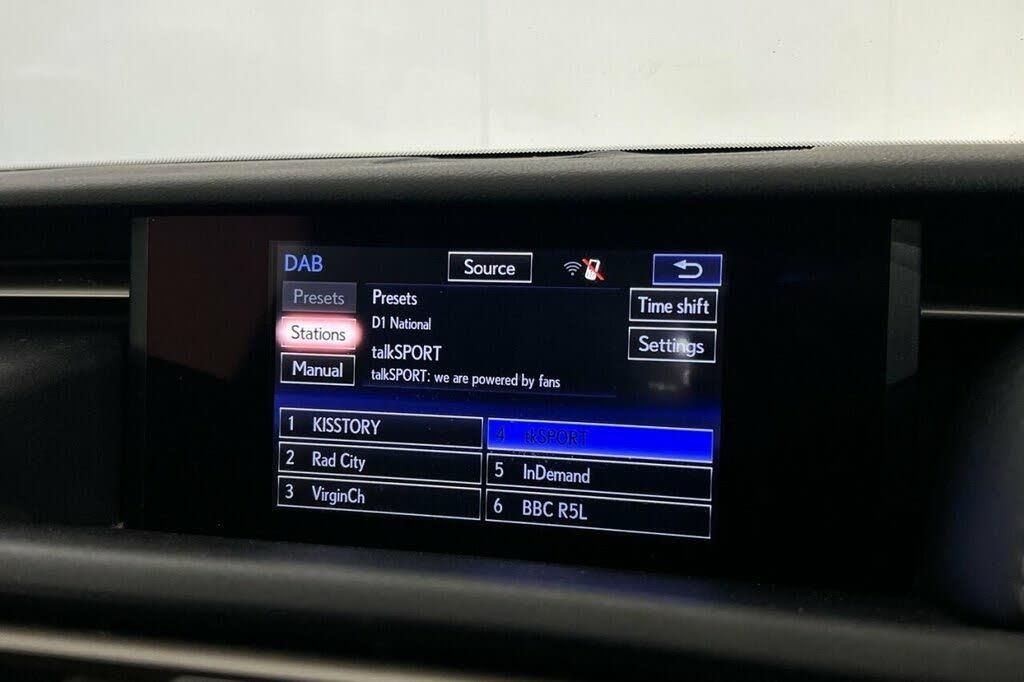 DAB
Source
Presets
Stations
Manual
Presets
D1 National
talkSPORT
talkSPORT: we are powered by fans
Time shift
Settings
1 KISSTORY
2 Rad City
3 VirginCh
4 tkSPORT
5 InDemand
6 BBC R5L